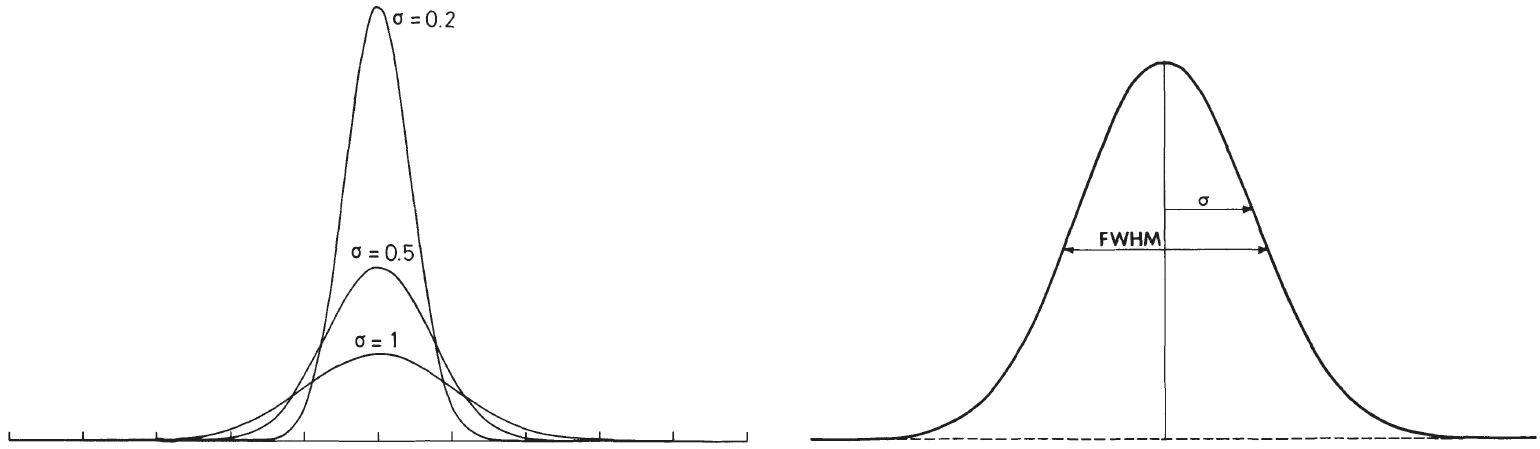 σ = 0.2
σ = 0.5
σ = 1
σ
FWHM